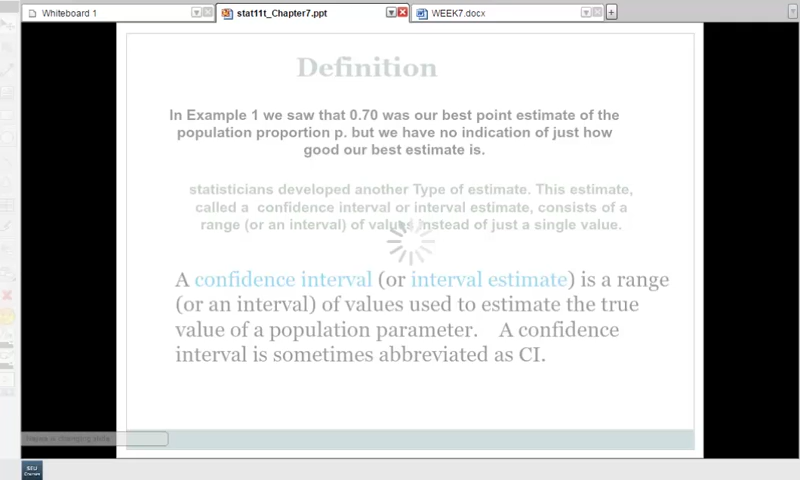 Whiteboard 1
stat11t_Chapter7.ppt
WEEK7.docx
Definition
In Example 1 we saw that 0.70 was our best point estimate of the
population proportion p. but we have no indication of just how
good our best estimate is.
statisticians developed another Type of estimate. This estimate,
called a confidence interval or interval estimate, consists of a
range (or an interval) of values instead of just a single value.
A confidence interval (or interval estimate) is a range
(or an interval) of values used to estimate the true
value of a population parameter. A confidence
interval is sometimes abbreviated as CI.
SEU